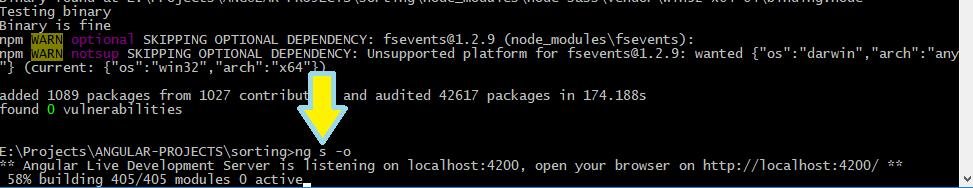 Testing binary
Binary is fine
npm WARN optional SKIPPING OPTIONAL DEPENDENCY: fsevents@1.2.9 (node_modules\fsevents):
npm WARN notsup SKIPPING OPTIONAL DEPENDENCY: Unsupported platform for fsevents@1.2.9: wanted {"os":"darwin","arch":"any
"} (current: {"os":"win32","arch":"x64"})
added 1089 packages from 1027 contribut and audited 42617 packages in 174.188s
found 0 vulnerabilities
E:\Projects\ANGULAR-PROJECTS\sorting>ng s -o
** Angular Live Development Server is listening on localhost:4200, open your browser on http://localhost:4200/ **
58% building 405/405 modules 0 active